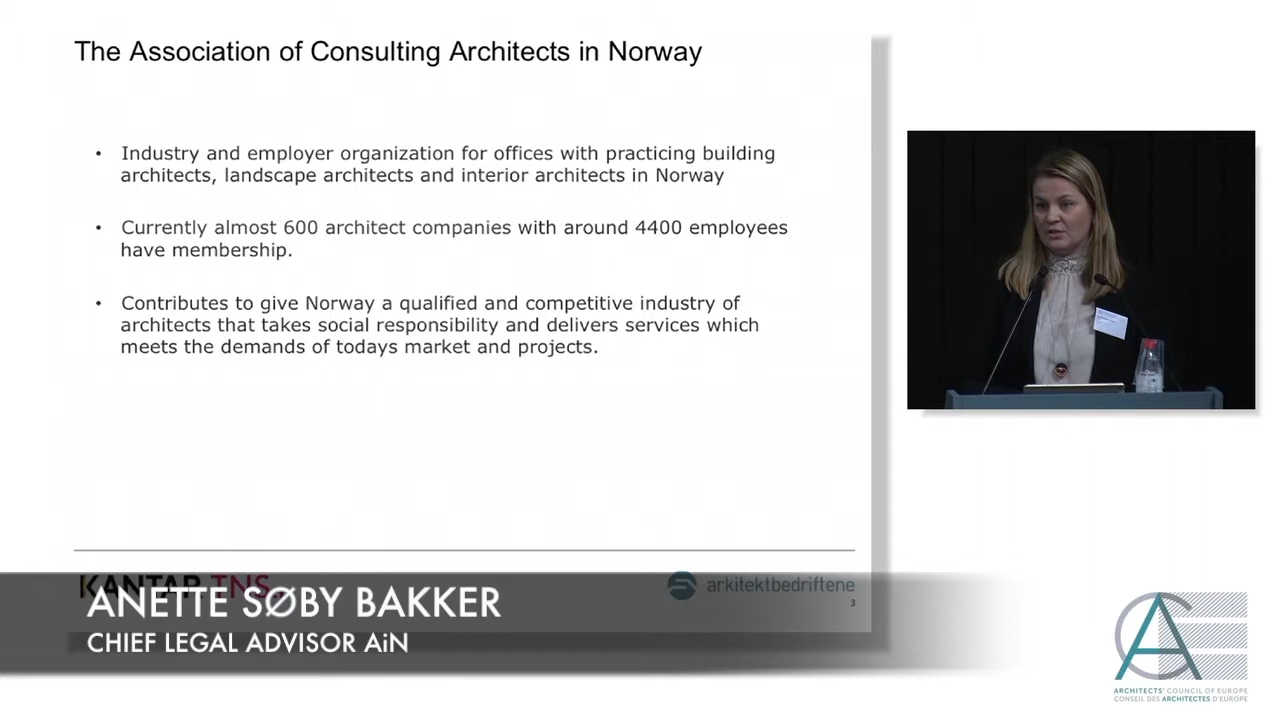 The Association of Consulting Architects in Norway
• Industry and employer organization for offices with practicing building
architects, landscape architects and interior architects in Norway
• Currently almost 600 architect companies with around 4400 employees
have membership.
• Contributes to give Norway a qualified and competitive industry of
architects that takes social responsibility and delivers services which
meets the demands of todays market and projects.
KANTAR TNS
arkitektbedriftene
3
ANETTE SØBY BAKKER
CHIEF LEGAL ADVISOR AiN
ACE
ARCHITECTS' COUNCIL OF EUROPE
CONSEIL DES ARCHITECTES D'EUROPE